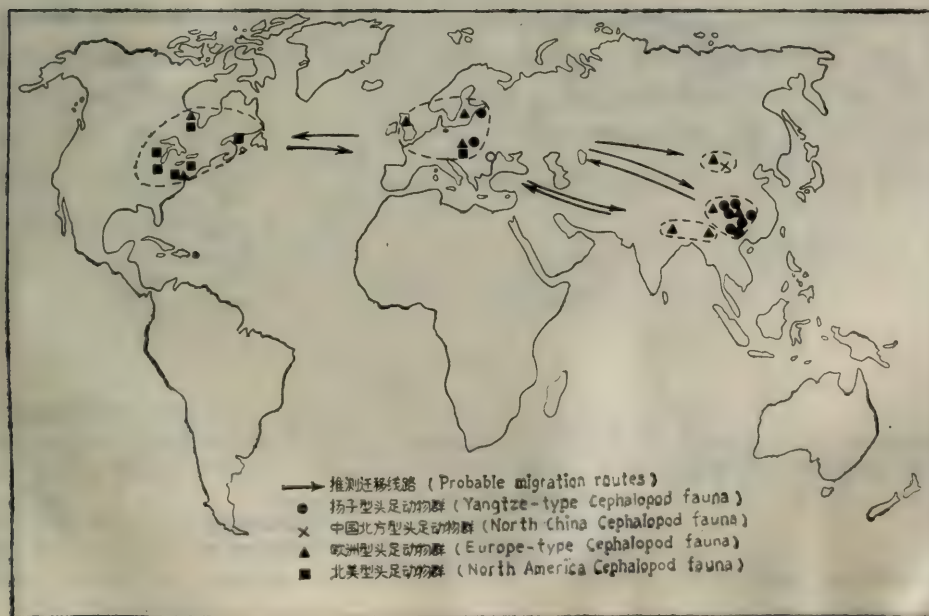 推测迁移线路 (Probable migration routes)
扬子型头足动物群 (Yangtze-type Cephalopod fauna)
中国北方型头足动物群 (North China Cephalopod fauna)
欧洲型头足动物群 (Europe-type Cephalopod fauna)
北美型头足动物群 (North America Cephalopod fauna)